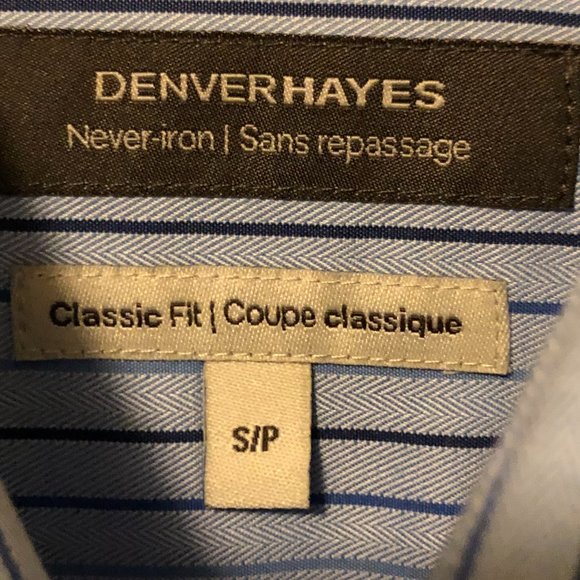 DENVERHAYES
Never-iron | Sans repassage
Classic Fit | Coupe classique
S/P